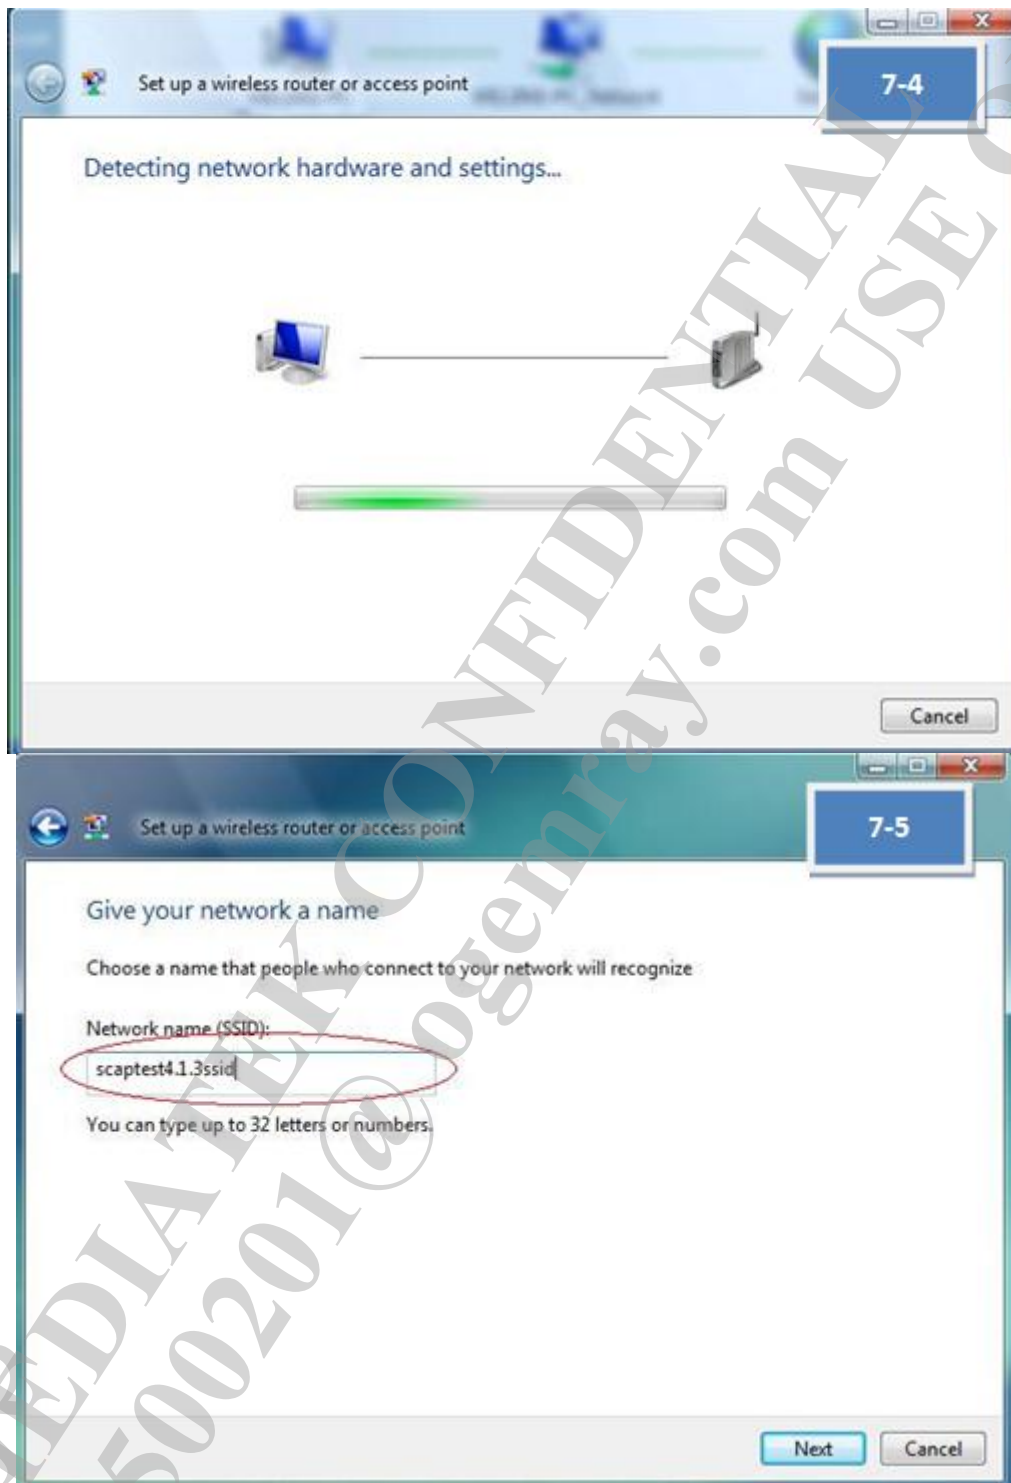 Set up a wireless router or access point
7-4
Detecting network hardware and settings...
Cancel
Set up a wireless router or access point
7-5
Give your network a name
Choose a name that people who connect to your network will recognize
Network name (SSID):
scaptest4.1.3ssid
You can type up to 32 letters or numbers.
Next Cancel
MEDIATEK CONFIDENTIAL
500201@ogemray.com USE O